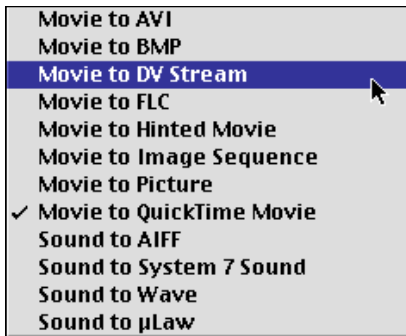 Movie to AVI
Movie to BMP
Movie to DV Stream
Movie to FLC
Movie to Hinted Movie
Movie to Image Sequence
Movie to Picture
✓ Movie to QuickTime Movie
Sound to AIFF
Sound to System 7 Sound
Sound to Wave
Sound to µLaw